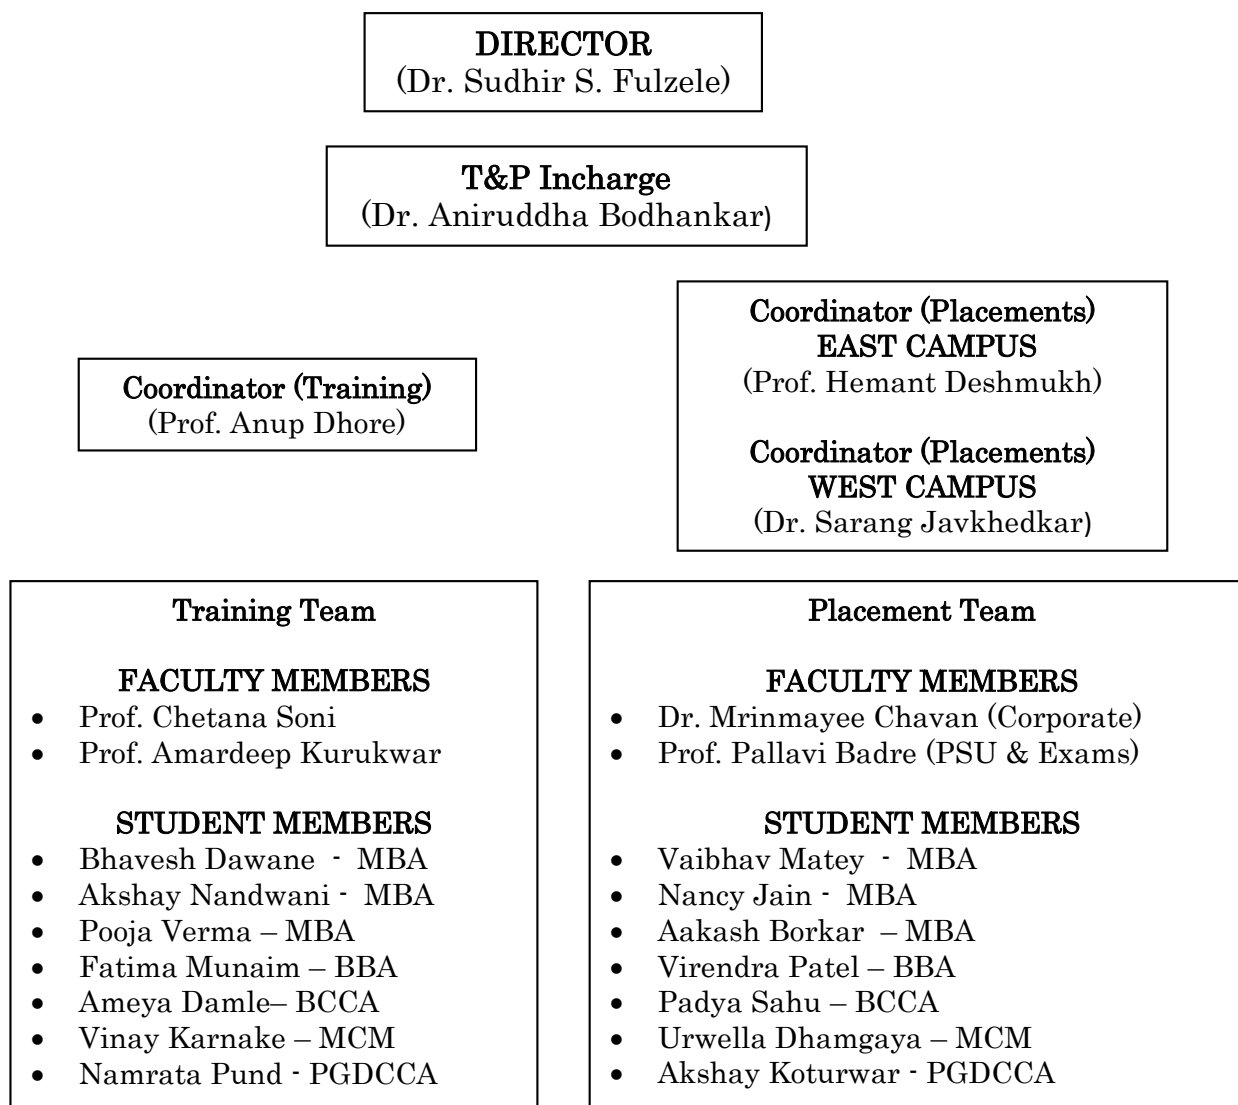 DIRECTOR
(Dr. Sudhir S. Fulzele)
T&P Incharge
(Dr. Aniruddha Bodhankar)
Coordinator (Training)
(Prof. Anup Dhore)
Coordinator (Placements)
EAST CAMPUS
(Prof. Hemant Deshmukh)
Coordinator (Placements)
WEST CAMPUS
(Dr. Sarang Javkhedkar)
Training Team
FACULTY MEMBERS
• Prof. Chetana Soni
• Prof. Amardeep Kurukwar
STUDENT MEMBERS
• Bhavesh Dawane - MBA
• Akshay Nandwani - MBA
• Pooja Verma – MBA
• Fatima Munaim – BBA
• Ameya Damle– BCCA
• Vinay Karnake – MCM
• Namrata Pund - PGDCCA
Placement Team
FACULTY MEMBERS
• Dr. Mrinmayee Chavan (Corporate)
• Prof. Pallavi Badre (PSU & Exams)
STUDENT MEMBERS
• Vaibhav Matey - MBA
• Nancy Jain - MBA
• Aakash Borkar – MBA
• Virendra Patel – BBA
• Padya Sahu – BCCA
• Urwella Dhamgaya – MCM
• Akshay Koturwar - PGDCCA